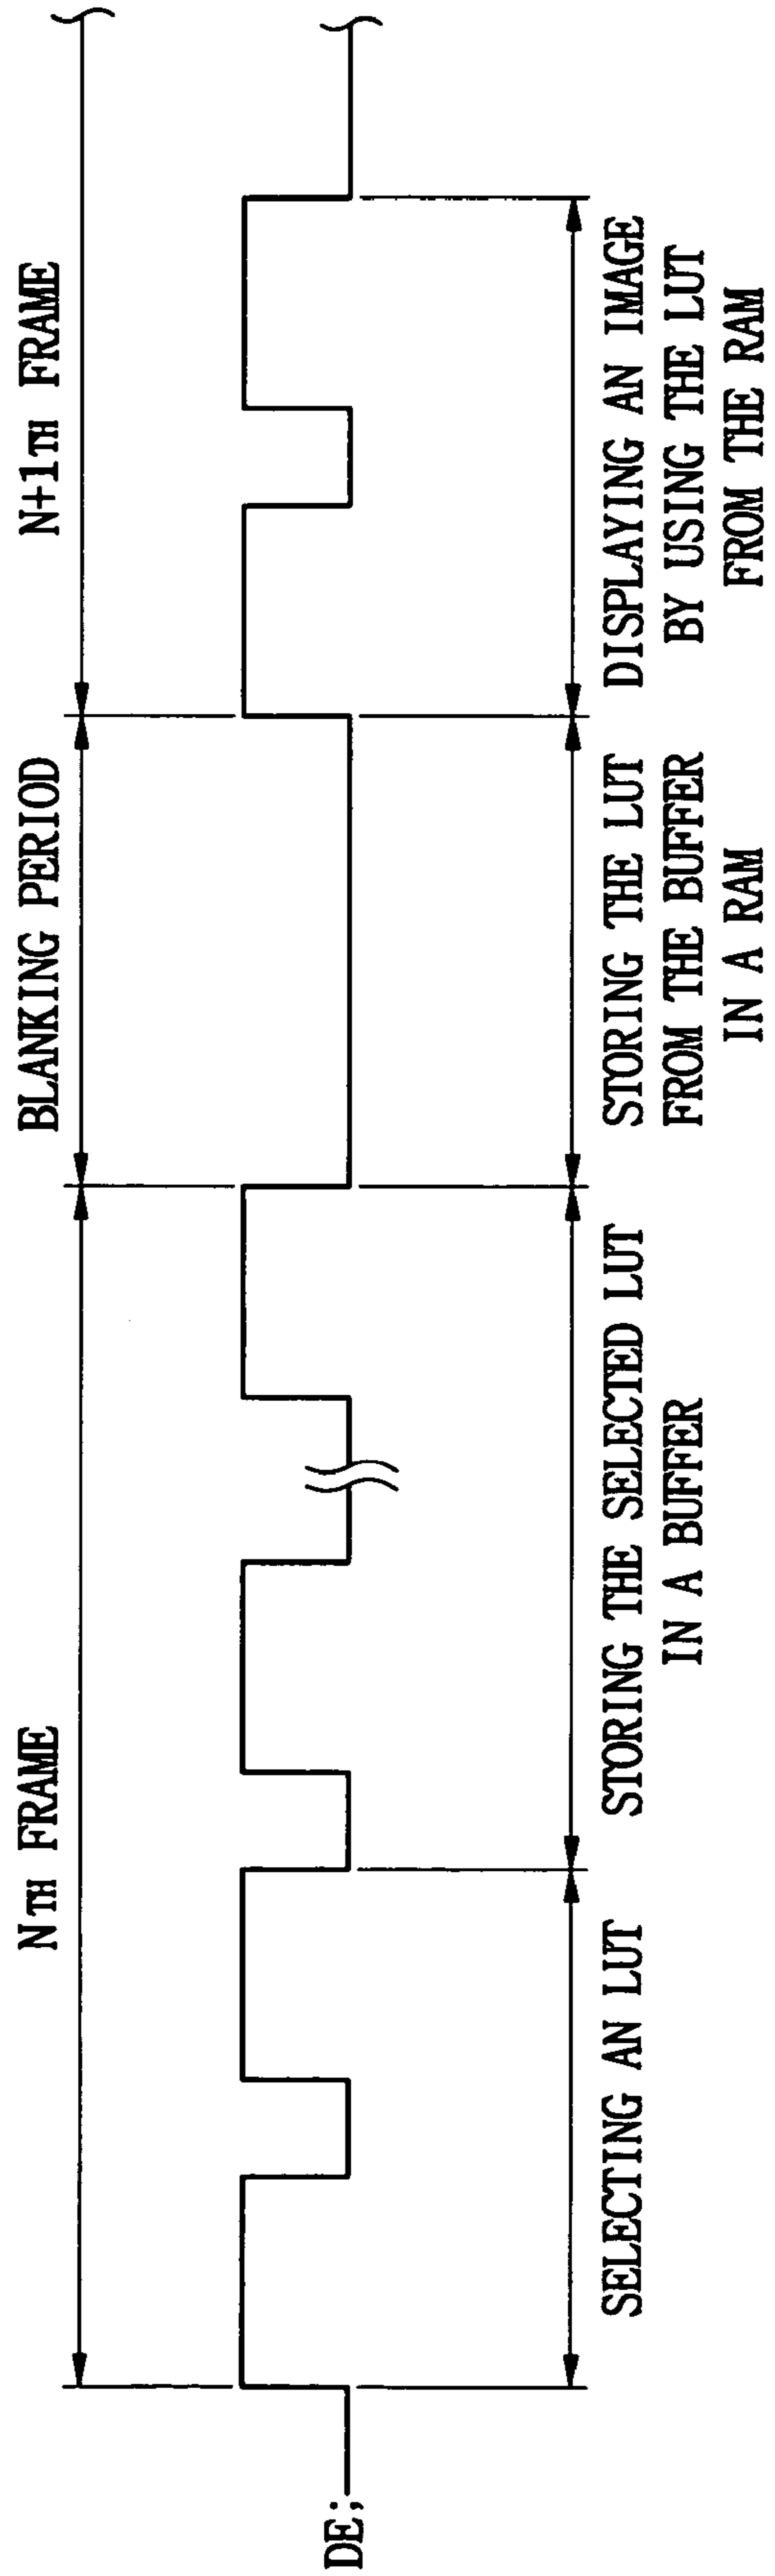 NTH FRAME
BLANKING PERIOD
N+1TH FRAME
DE;
SELECTING AN LUT
STORING THE SELECTED LUT
IN A BUFFER
STORING THE LUT
FROM THE BUFFER
IN A RAM
DISPLAYING AN IMAGE
BY USING THE LUT
FROM THE RAM